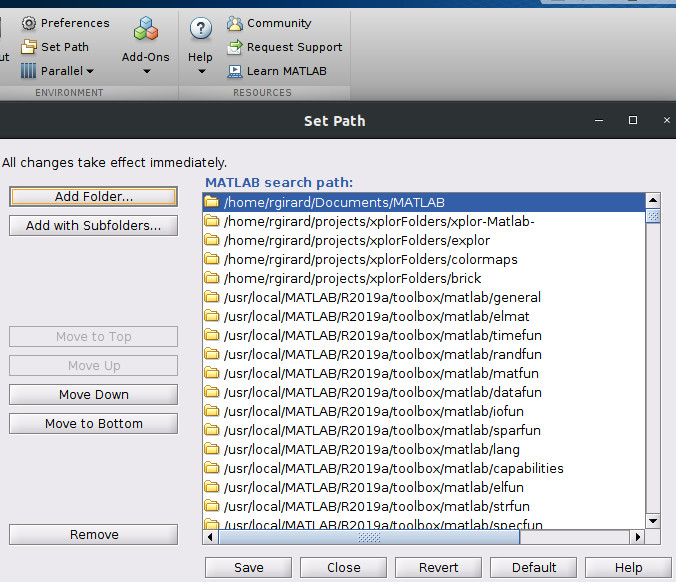 Preferences
Community
Set Path
Add-Ons
Help
Request Support
ut
Parallel
Learn MATLAB
ENVIRONMENT
RESOURCES
Set Path
All changes take effect immediately.
MATLAB search path:
Add Folder...
/home/rgirard/Documents/MATLAB
Add with Subfolders...
/home/rgirard/projects/xplorFolders/xplor-Matlab-
/home/rgirard/projects/xplorFolders/explor
/home/rgirard/projects/xplorFolders/colormaps
/home/rgirard/projects/xplorFolders/brick
/usr/local/MATLAB/R2019a/toolbox/matlab/general
/usr/local/MATLAB/R2019a/toolbox/matlab/elmat
Move to Top
/usr/local/MATLAB/R2019a/toolbox/matlab/timefun
/usr/local/MATLAB/R2019a/toolbox/matlab/randfun
Move Up
/usr/local/MATLAB/R2019a/toolbox/matlab/matfun
Move Down
/usr/local/MATLAB/R2019a/toolbox/matlab/datafun
/usr/local/MATLAB/R2019a/toolbox/matlab/iofun
Move to Bottom
/usr/local/MATLAB/R2019a/toolbox/matlab/sparfun
/usr/local/MATLAB/R2019a/toolbox/matlab/lang
/usr/local/MATLAB/R2019a/toolbox/matlab/capabilities
/usr/local/MATLAB/R2019a/toolbox/matlab/elfun
/usr/local/MATLAB/R2019a/toolbox/matlab/strfun
/usr/local/MATLAB/R2019a/toolbox/matlab/specfun
Remove
Save
Close
Revert
Default
Help